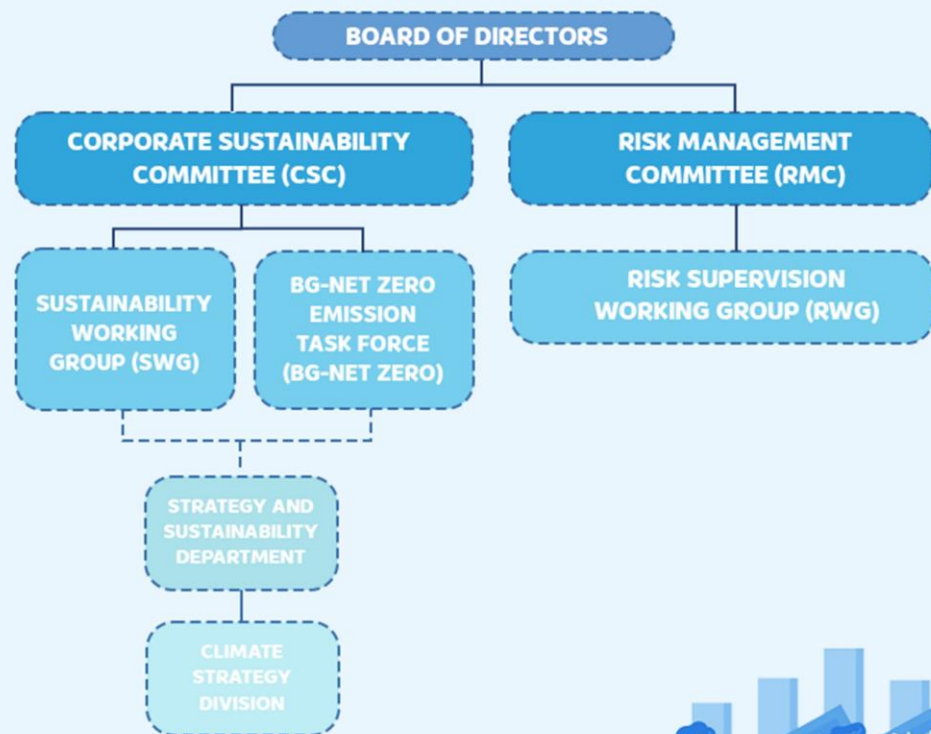 BOARD OF DIRECTORS
CORPORATE SUSTAINABILITY
COMMITTEE (CSC)
RISK MANAGEMENT
COMMITTEE (RMC)
SUSTAINABILITY
WORKING
GROUP (SWG)
BG-NET ZERO
EMISSION
TASK FORCE
(BG-NET ZERO)
RISK SUPERVISION
WORKING GROUP (RWG)
STRATEGY AND
SUSTAINABILITY
DEPARTMENT
CLIMATE
STRATEGY
DIVISION